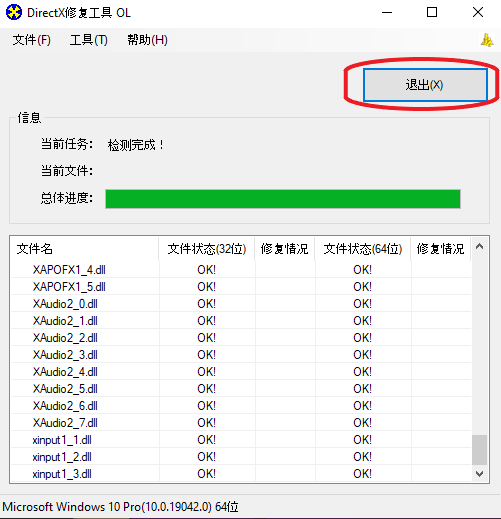 DirectX修复工具 OL
文件(F) 工具(T) 帮助(H)
退出(X)
信息
当前任务: 检测完成！
当前文件:
总体进度:
文件名 文件状态(32位) 修复情况 文件状态(64位) 修复情况
XAPOFX1_4.dll OK! OK!
XAPOFX1_5.dll OK! OK!
XAudio2_0.dll OK! OK!
XAudio2_1.dll OK! OK!
XAudio2_2.dll OK! OK!
XAudio2_3.dll OK! OK!
XAudio2_4.dll OK! OK!
XAudio2_5.dll OK! OK!
XAudio2_6.dll OK! OK!
XAudio2_7.dll OK! OK!
xinput1_1.dll OK! OK!
xinput1_2.dll OK! OK!
xinput1_3.dll OK! OK!
Microsoft Windows 10 Pro(10.0.19042.0) 64位